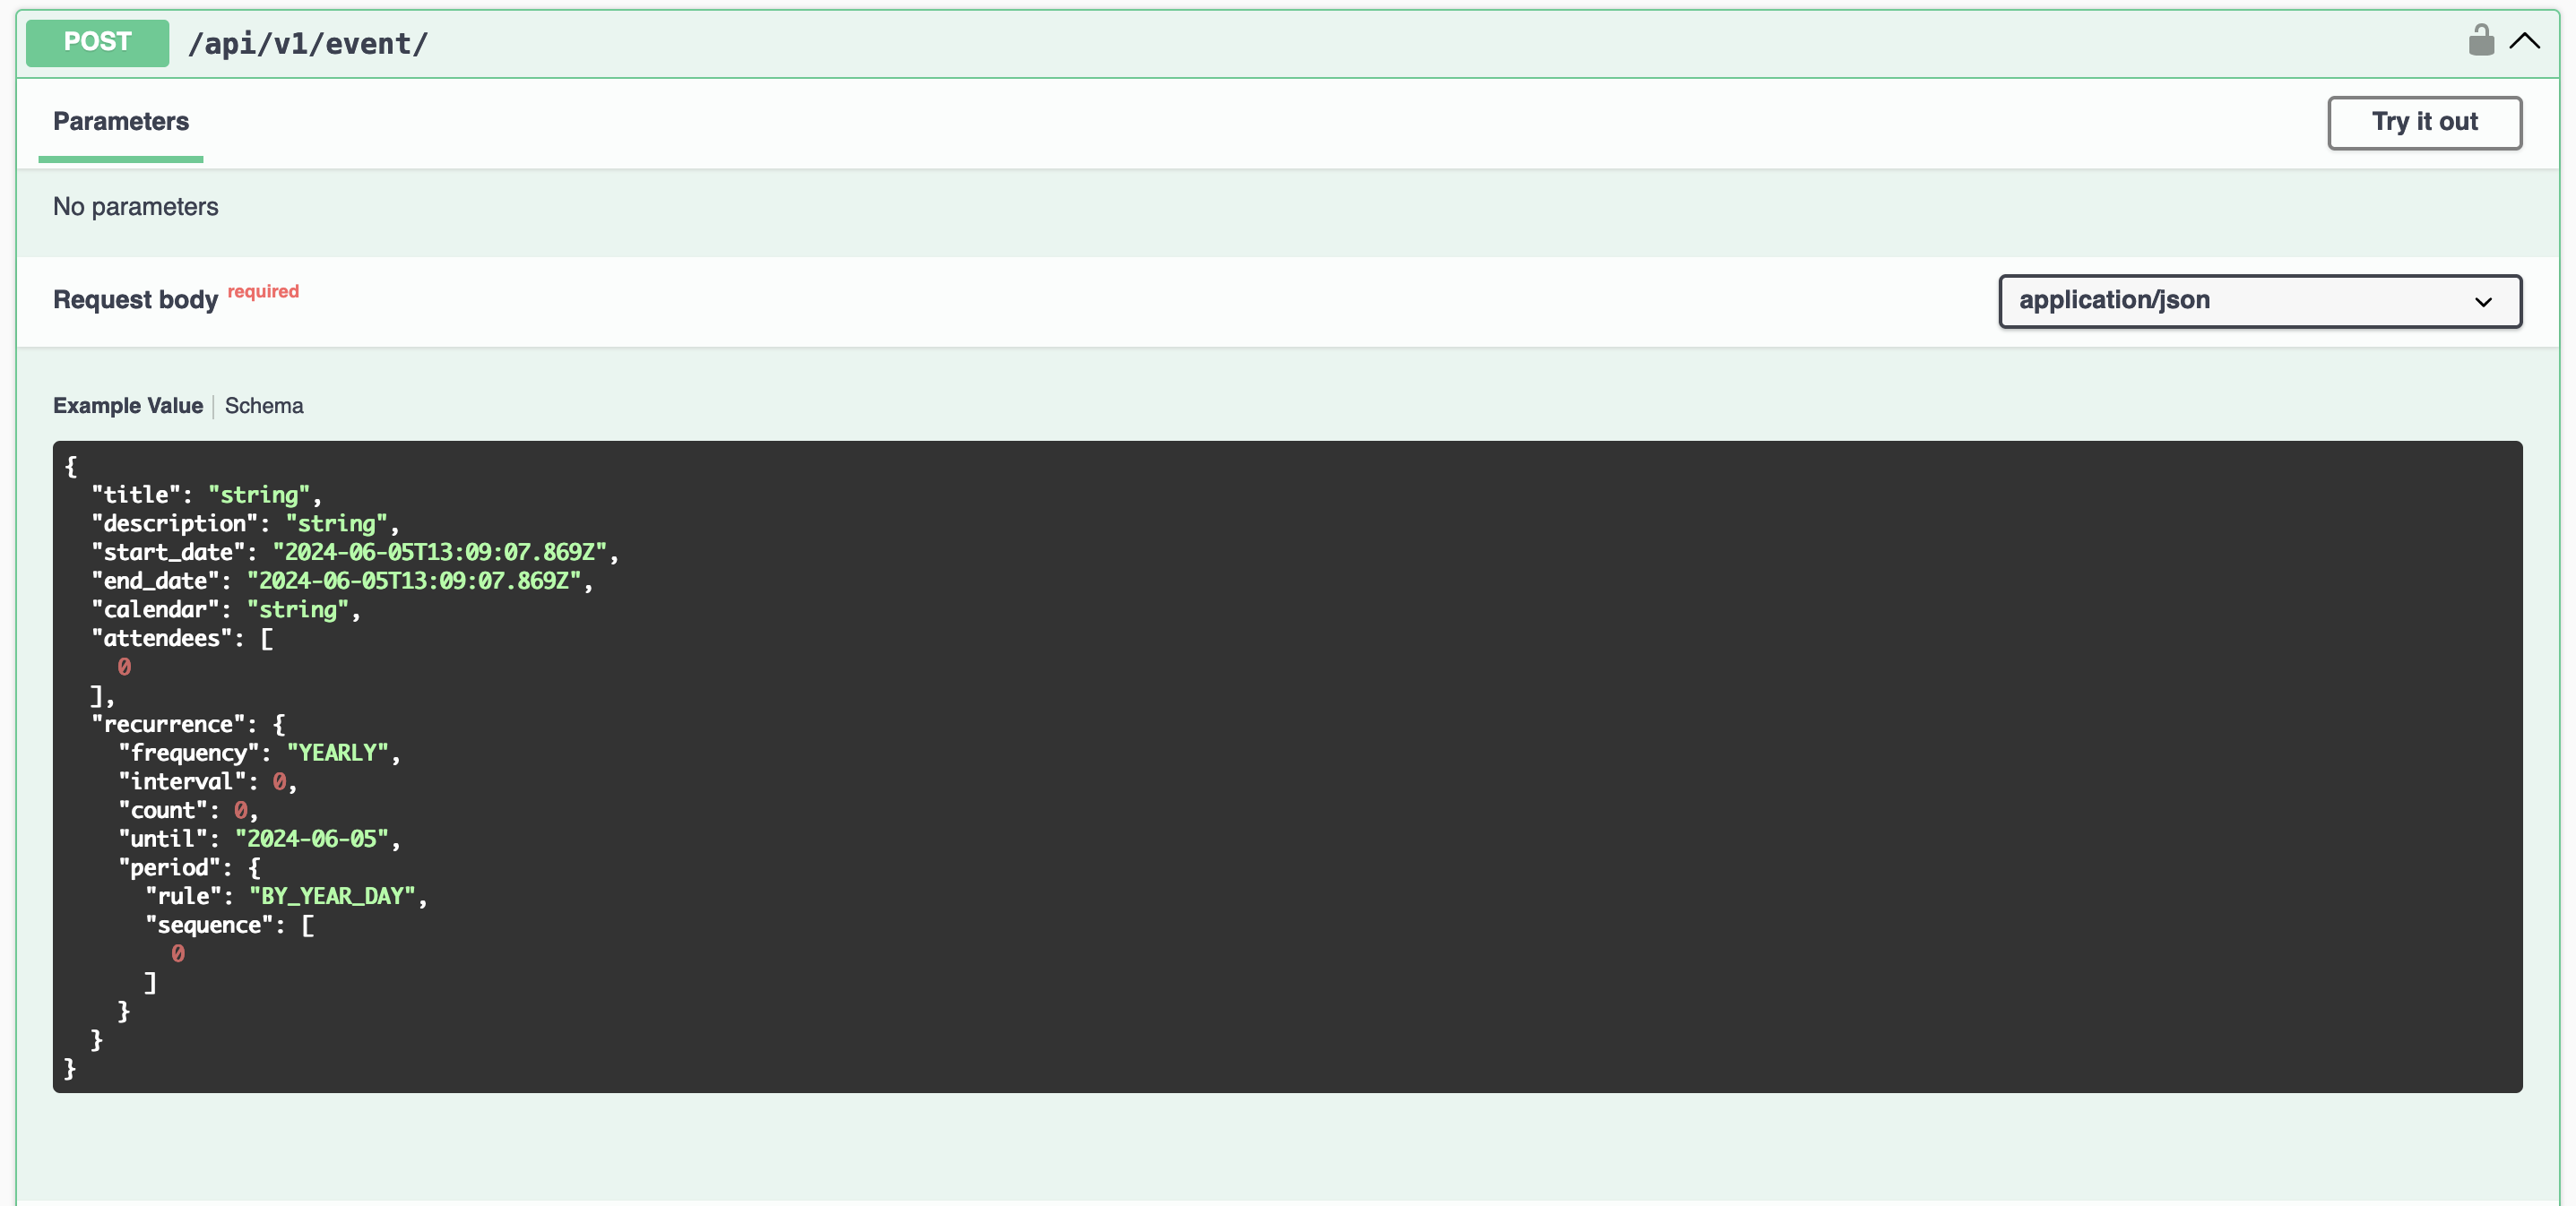 POST /api/v1/event/
Parameters
Try it out
No parameters
Request body required
application/json
Example Value | Schema
{
  "title": "string",
  "description": "string",
  "start_date": "2024-06-05T13:09:07.869Z",
  "end_date": "2024-06-05T13:09:07.869Z",
  "calendar": "string",
  "attendees": [
    0
  ],
  "recurrence": {
    "frequency": "YEARLY",
    "interval": 0,
    "count": 0,
    "until": "2024-06-05",
    "period": {
      "rule": "BY_YEAR_DAY",
      "sequence": [
        0
      ]
    }
  }
}